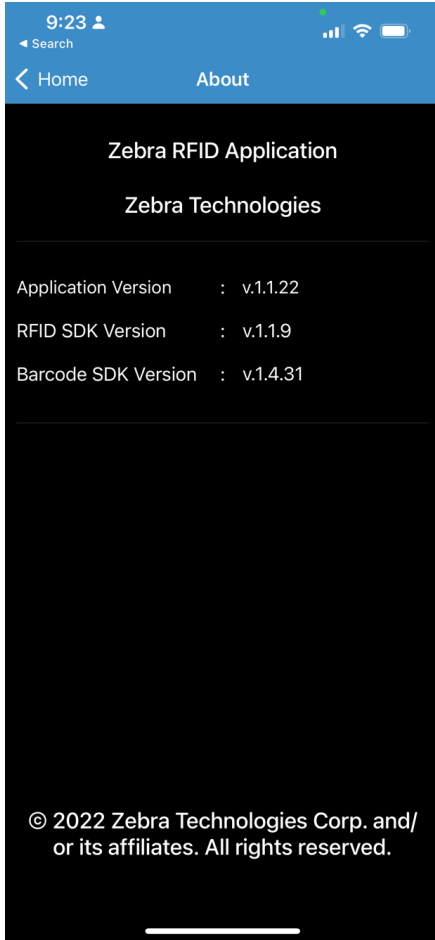 9:23
◀ Search
Home
About
Zebra RFID Application
Zebra Technologies
Application Version : v.1.1.22
RFID SDK Version : v.1.1.9
Barcode SDK Version : v.1.4.31
© 2022 Zebra Technologies Corp. and/
or its affiliates. All rights reserved.